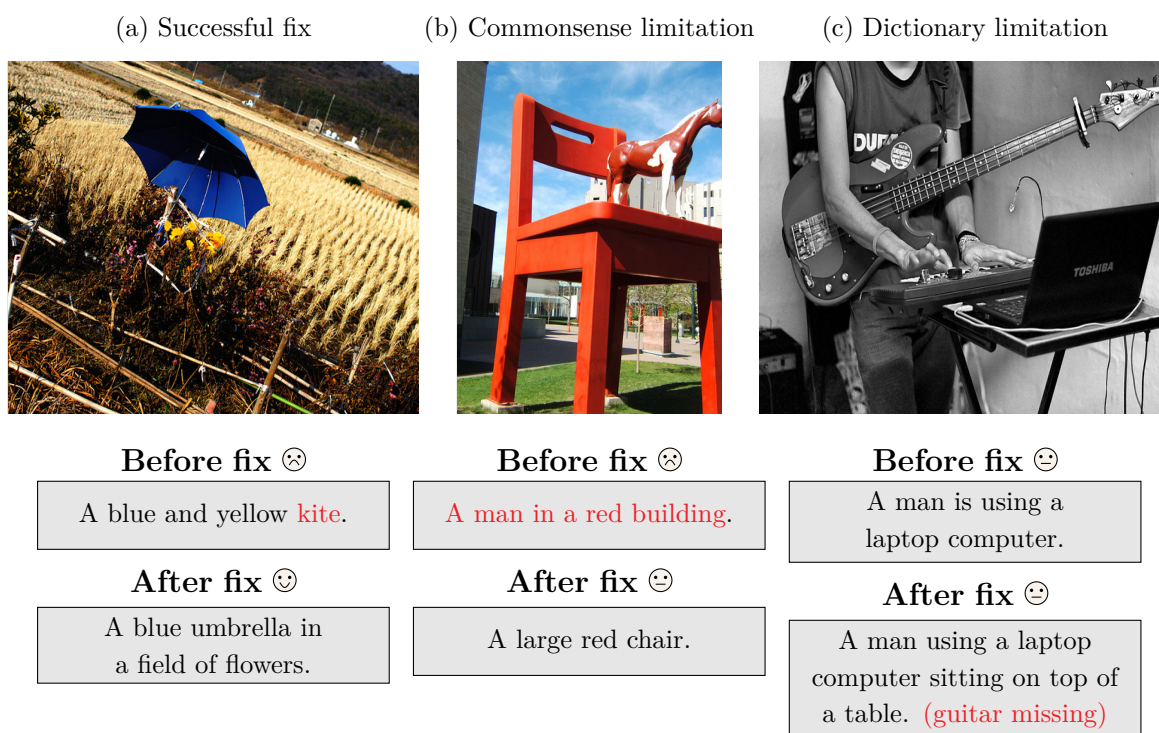 (a) Successful fix
(b) Commonsense limitation
(c) Dictionary limitation
TOSHIBA
Before fix
A blue and yellow kite.
After fix
A blue umbrella in
a field of flowers.
Before fix
A man in a red building.
After fix
A large red chair.
Before fix
A man is using a
laptop computer.
After fix
A man using a laptop
computer sitting on top of
a table. (guitar missing)